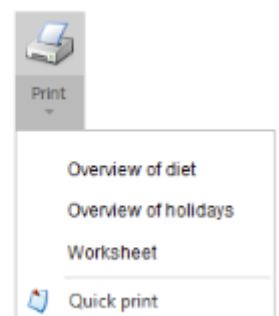 Print
Overview of diet
Overview of holidays
Worksheet
Quick print